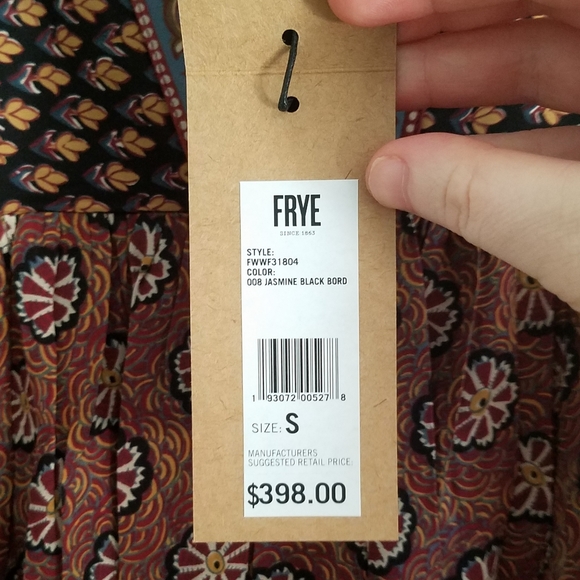 FRYE
SINCE 1863
STYLE:
FWWF31804
COLOR:
008 JASMINE BLACK BORD
1 93072 00527 8
SIZE: S
MANUFACTURERS
SUGGESTED RETAIL PRICE:
$398.00